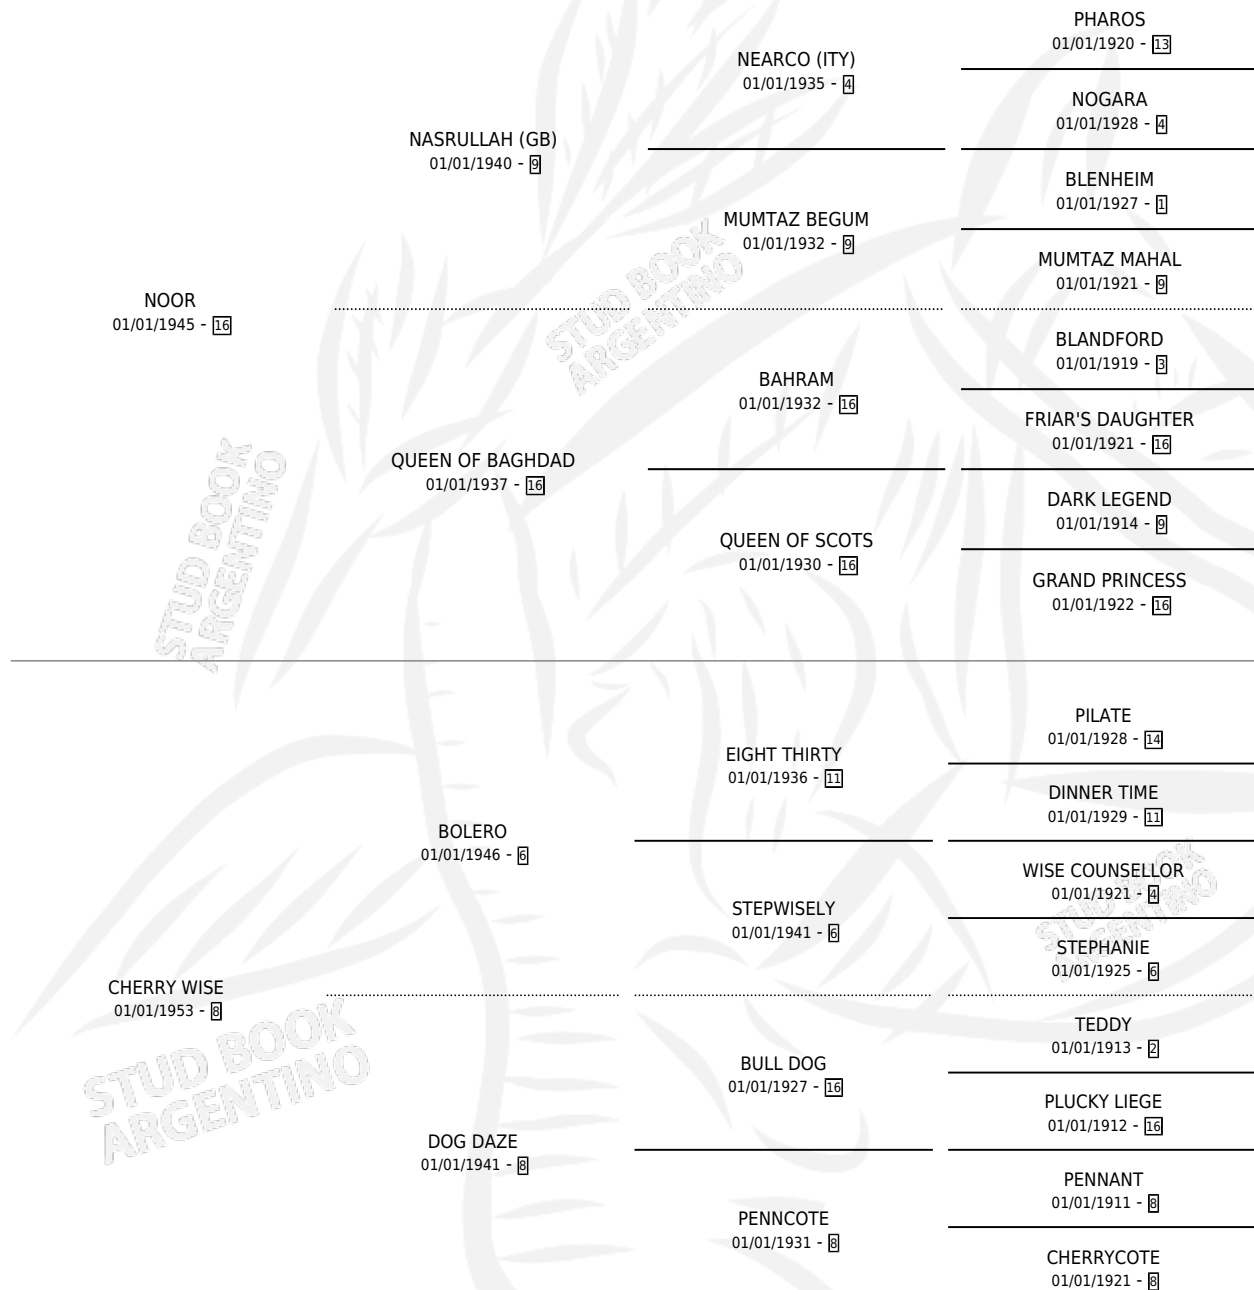 PHAROS
01/01/1920 - 13
NEARCO (ITY)
01/01/1935 - 4
NOGARA
01/01/1928 - 4
NASRULLAH (GB)
01/01/1940 - 9
BLENHEIM
01/01/1927 - 1
MUMTAZ BEGUM
01/01/1932 - 9
MUMTAZ MAHAL
01/01/1921 - 9
NOOR
01/01/1945 - 16
BLANDFORD
01/01/1919 - 3
BAHRAM
01/01/1932 - 16
FRIAR'S DAUGHTER
01/01/1921 - 16
QUEEN OF BAGHDAD
01/01/1937 - 16
DARK LEGEND
01/01/1914 - 9
QUEEN OF SCOTS
01/01/1930 - 16
GRAND PRINCESS
01/01/1922 - 16
PILATE
01/01/1928 - 14
EIGHT THIRTY
01/01/1936 - 11
DINNER TIME
01/01/1929 - 11
BOLERO
01/01/1946 - 6
WISE COUNSELLOR
01/01/1921 - 4
STEPWISELY
01/01/1941 - 6
STEPHANIE
01/01/1925 - 6
CHERRY WISE
01/01/1953 - 8
TEDDY
01/01/1913 - 2
BULL DOG
01/01/1927 - 16
PLUCKY LIEGE
01/01/1912 - 16
DOG DAZE
01/01/1941 - 8
PENNANT
01/01/1911 - 8
PENNCOTE
01/01/1931 - 8
CHERRYCOTE
01/01/1921 - 8
STUD BOOK
ARGENTINO
STUD BOOK
ARGENTINO
STUD BOOK
ARGENTINO
STUD BOOK
ARGENTINO